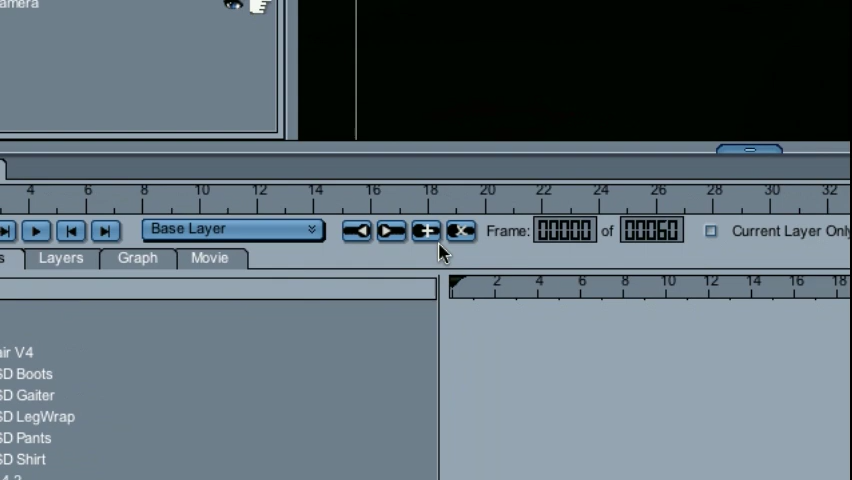 amera
4 6 8 10 12 14 16 18 20 22 24 26 28 30 32
Base Layer Frame: 00000 of 00060 Current Layer Only
s Layers Graph Movie
2 4 6 8 10 12 14 16 18
air V4
SD Boots
SD Gaiter
SD LegWrap
SD Pants
SD Shirt